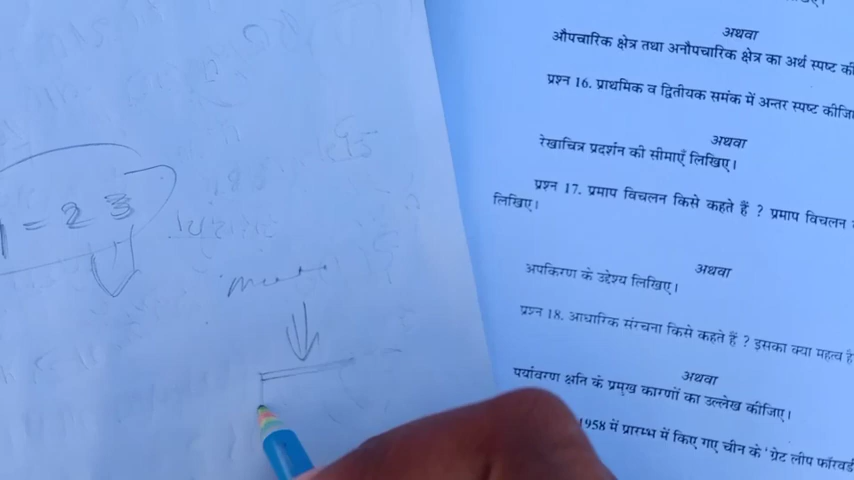 = 23
अथवा
औपचारिक क्षेत्र तथा अनौपचारिक क्षेत्र का अर्थ स्पष्ट
प्रश्न 16. प्राथमिक व द्वितीयक समंक में अन्तर स्पष्ट
अथवा
रेखाचित्र प्रदर्शन की सीमाएँ लिखिए।
प्रश्न 17. प्रमाप विचलन किसे कहते हैं ? प्रमाप विचलन
लिखिए।
अथवा
अपकिरण के उद्देश्य लिखिए।
प्रश्न 18. आधारिक संरचना किसे कहते हैं ? इसका क्या महत्व है
अथवा
पर्यावरण क्षति के प्रमुख कारणों का उल्लेख कीजिए।
1958 में प्रारम्भ में किए गए चीन के 'ग्रेट लीप फॉरवर्ड